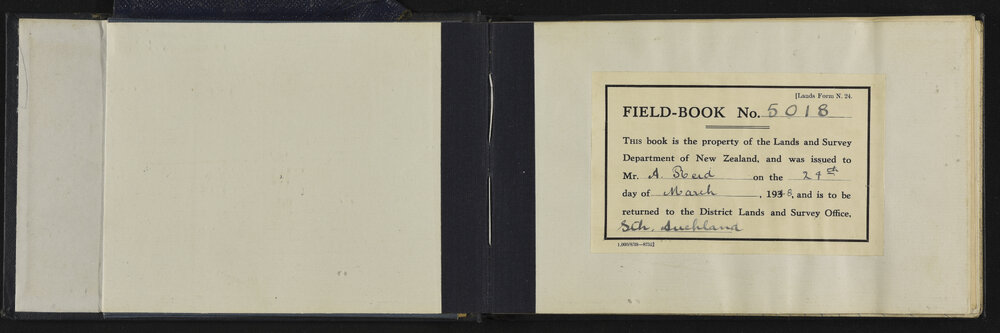 [Lands Form N. 24.
FIELD-BOOK No. 5018
THIS book is the property of the Lands and Survey
Department of New Zealand, and was issued to
Mr. A. Reid on the 24th
day of March, 1948, and is to be
returned to the District Lands and Survey Office,
Sth. Auckland